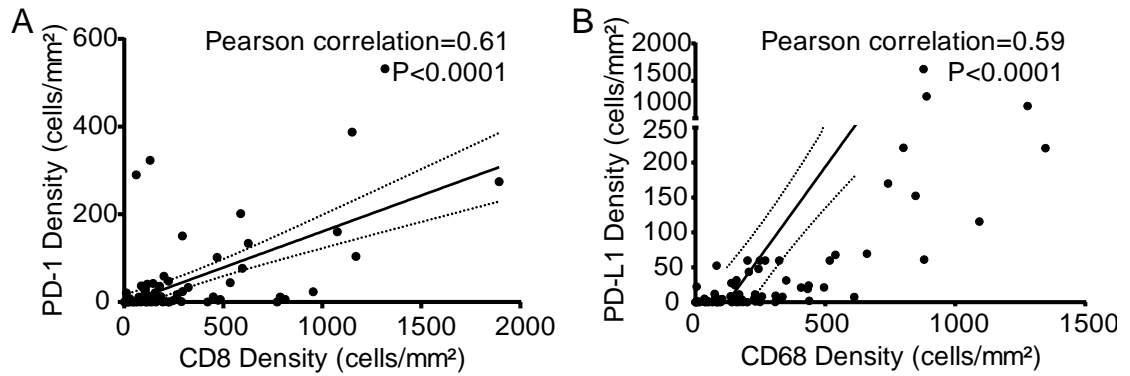 A
Pearson correlation=0.61
P<0.0001
PD-1 Density (cells/mm²)
600
400
200
0
0 500 1000 1500 2000
CD8 Density (cells/mm²)
B
Pearson correlation=0.59
P<0.0001
PD-L1 Density (cells/mm²)
2000
1500
1000
250
200
150
100
50
0
0 500 1000 1500
CD68 Density (cells/mm²)